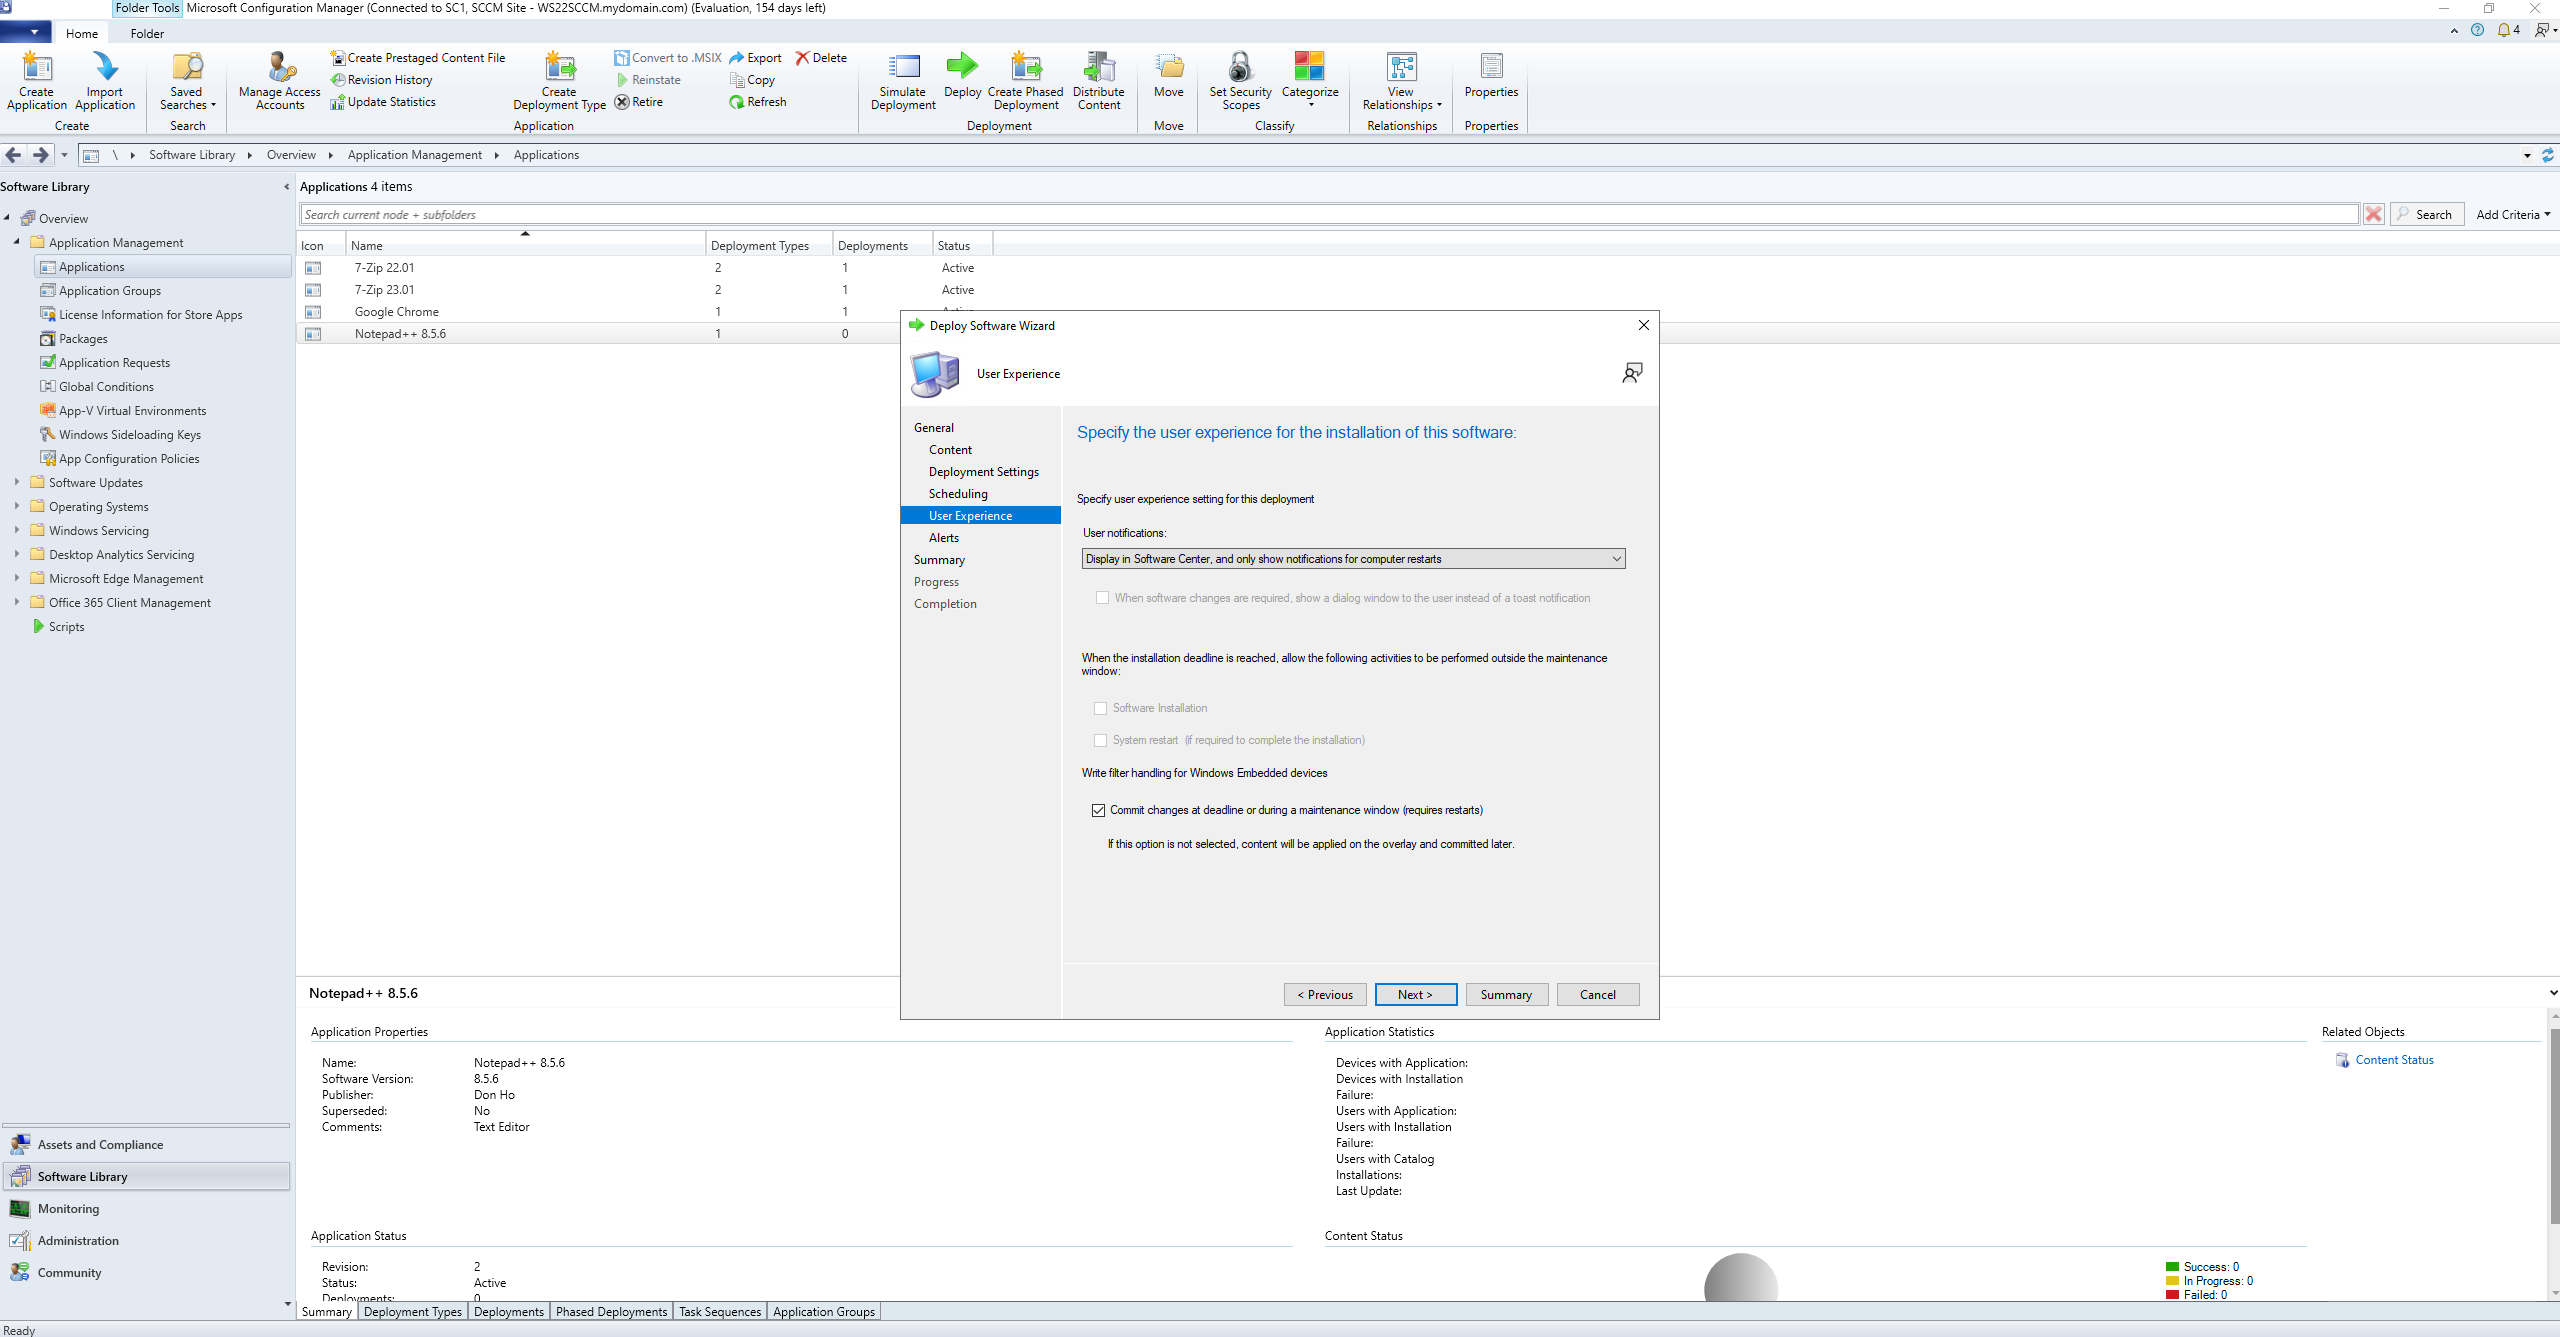 Folder Tools Microsoft Configuration Manager (Connected to SC1, SCCM Site - WS22SCCM.mydomain.com) (Evaluation, 154 days left)
Home Folder
4
Create Application
Import Application
Create
Saved Searches
Search
Manage Access Accounts
Create Prestaged Content File
Revision History
Update Statistics
Create Deployment Type
Convert to .MSIX
Reinstate
Retire
Export
Copy
Refresh
Delete
Application
Simulate Deployment
Deploy
Create Phased Deployment
Distribute Content
Deployment
Move
Move
Set Security Scopes
Categorize
Classify
View Relationships
Relationships
Properties
Properties
\ Software Library Overview Application Management Applications
Software Library
Overview
Application Management
Applications
Application Groups
License Information for Store Apps
Packages
Application Requests
Global Conditions
App-V Virtual Environments
Windows Sideloading Keys
App Configuration Policies
Software Updates
Operating Systems
Windows Servicing
Desktop Analytics Servicing
Microsoft Edge Management
Office 365 Client Management
Scripts
Assets and Compliance
Software Library
Monitoring
Administration
Community
Ready
Applications 4 items
Search current node + subfolders
Search Add Criteria
Icon Name Deployment Types Deployments Status
7-Zip 22.01 2 1 Active
7-Zip 23.01 2 1 Active
Google Chrome 1 1 Active
Notepad++ 8.5.6 1 0
Deploy Software Wizard
User Experience
General
Content
Deployment Settings
Scheduling
User Experience
Alerts
Summary
Progress
Completion
Specify the user experience for the installation of this software:
Specify user experience setting for this deployment
User notifications:
Display in Software Center, and only show notifications for computer restarts
When software changes are required, show a dialog window to the user instead of a toast notification
When the installation deadline is reached, allow the following activities to be performed outside the maintenance
window:
Software Installation
System restart (if required to complete the installation)
Write filter handling for Windows Embedded devices
Commit changes at deadline or during a maintenance window (requires restarts)
If this option is not selected, content will be applied on the overlay and committed later.
< Previous Next > Summary Cancel
Notepad++ 8.5.6
Application Properties
Name: Notepad++ 8.5.6
Software Version: 8.5.6
Publisher: Don Ho
Superseded: No
Comments: Text Editor
Application Status
Revision: 2
Status: Active
Deployments: 0
Application Statistics
Devices with Application:
Devices with Installation
Failure:
Users with Application:
Users with Installation
Failure:
Users with Catalog
Installations:
Last Update:
Content Status
Success: 0
In Progress: 0
Failed: 0
Related Objects
Content Status
Summary Deployment Types Deployments Phased Deployments Task Sequences Application Groups